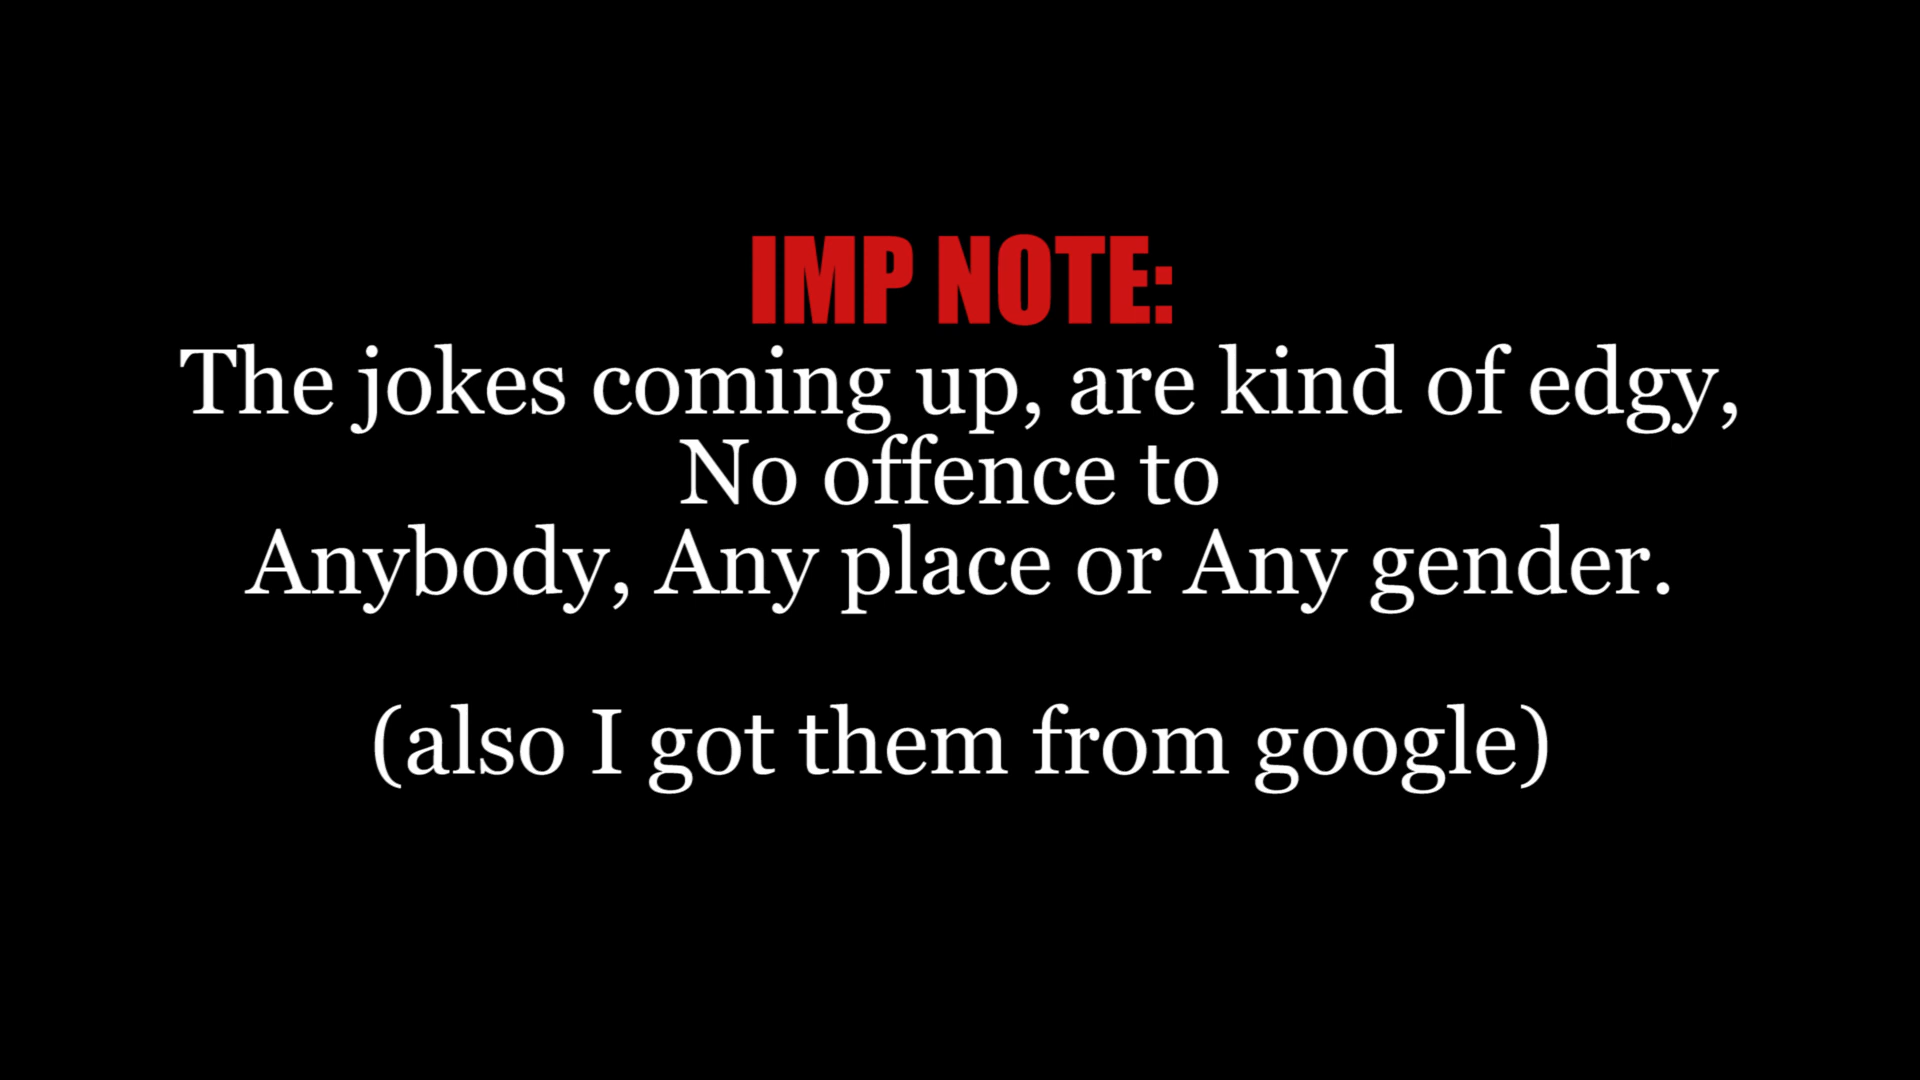 IMP NOTE:
The jokes coming up, are kind of edgy,
No offence to
Anybody, Any place or Any gender.
(also I got them from google)